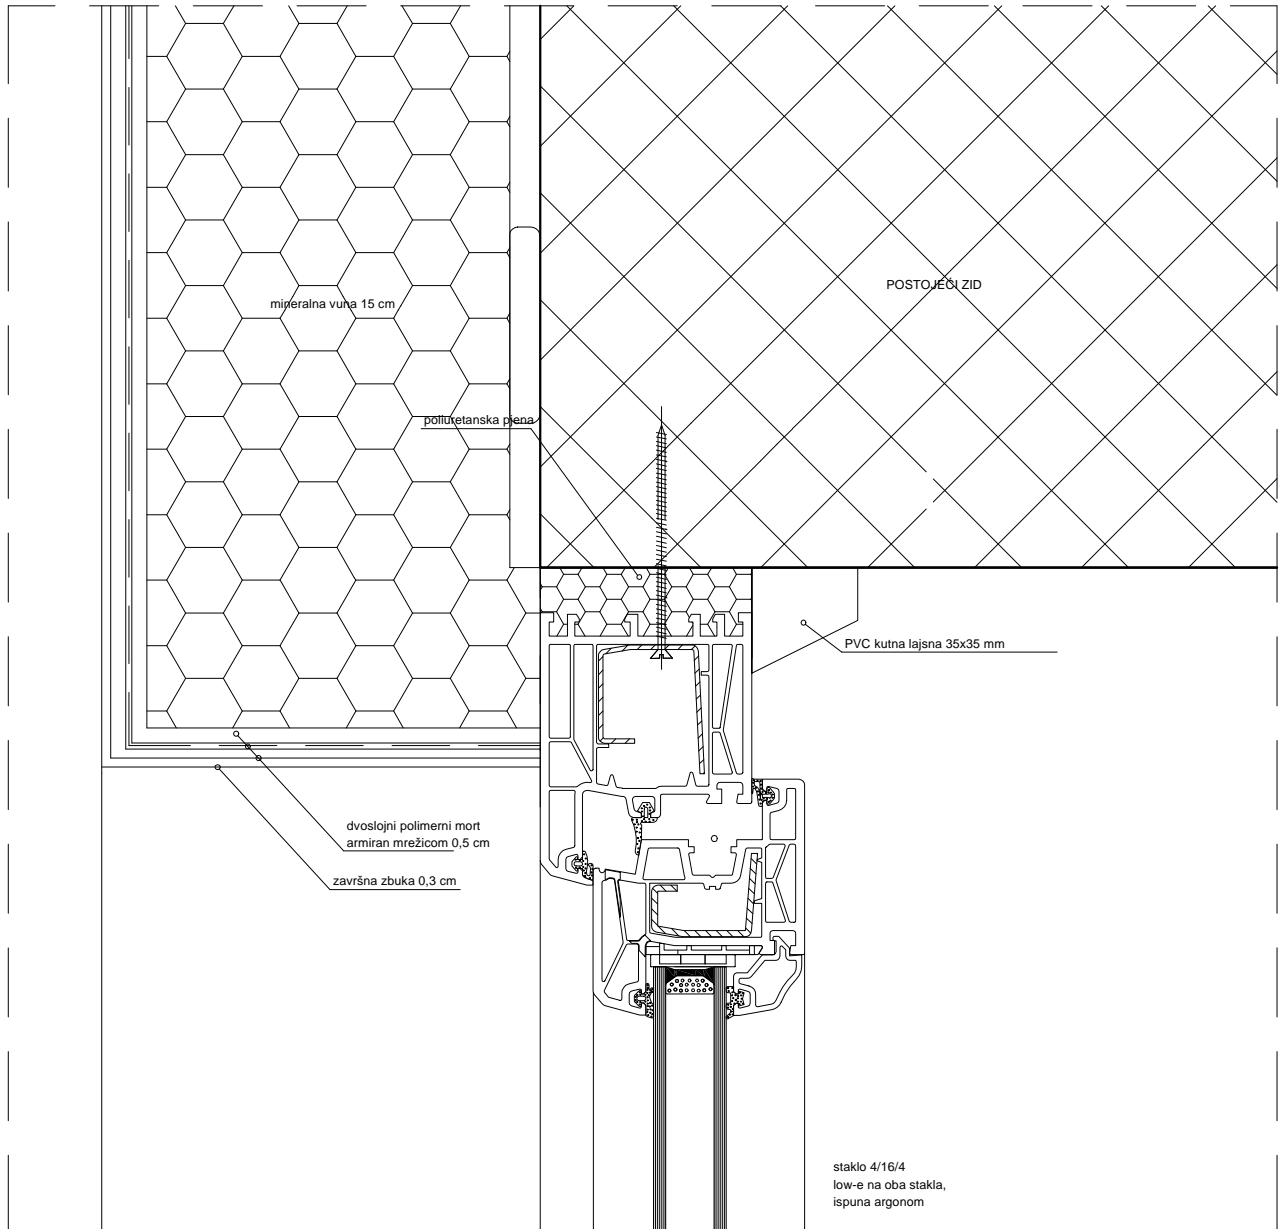 mineralna vuna 15 cm
POSTOJEĆI ZID
poliuretanska pjena
PVC kutna lajsna 35x35 mm
dvoslojni polimerni mort
armiran mrežicom 0,5 cm
završna zbuka 0,3 cm
staklo 4/16/4
low-e na oba stakla,
ispuna argonom